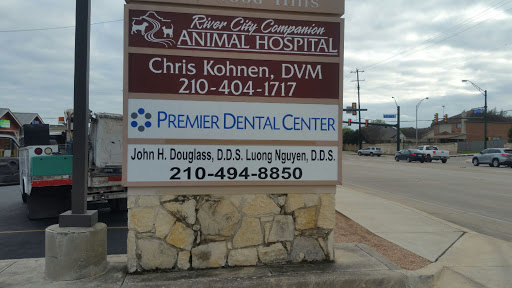 River City Companion
ANIMAL HOSPITAL
Chris Kohnen, DVM
210-404-1717
PREMIER DENTAL CENTER
John H. Douglass, D.D.S. Luong Nguyen, D.D.S.
210-494-8850